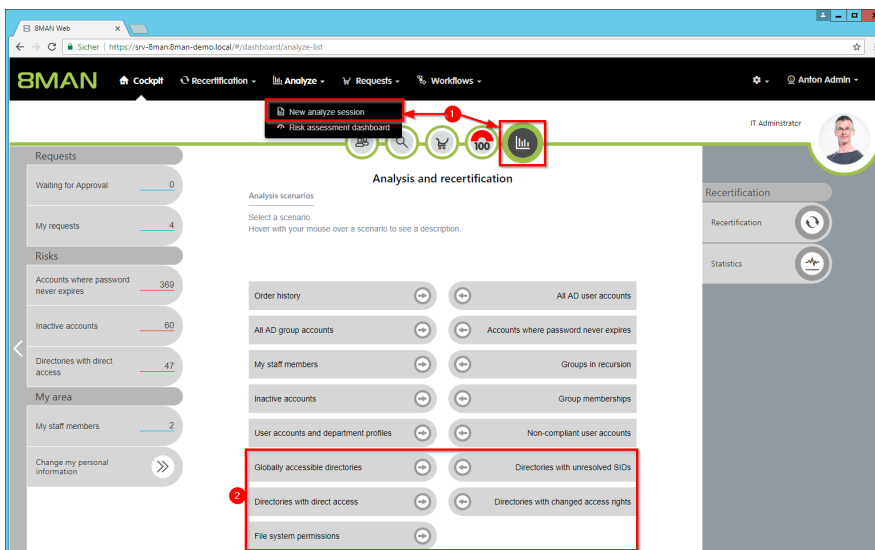 8MAN Web
Sicher https://srv-8man.8man-demo.local/#/dashboard/analyze-list
8MAN Cockpit Recertification Analyze Requests Workflows Anton Admin
New analyze session
Risk assessment dashboard
1
IT Adminstrator
100
Requests
Waiting for Approval 0
My requests 4
Risks
Accounts where password
never expires 369
Inactive accounts 60
Directories with direct
access 47
My area
My staff members 2
Change my personal
information
Analysis and recertification
Analysis scenarios
Select a scenario.
Hover with your mouse over a scenario to see a description.
Order history All AD user accounts
All AD group accounts Accounts where password never expires
My staff members Groups in recursion
Inactive accounts Group memberships
User accounts and department profiles Non-compliant user accounts
Globally accessible directories Directories with unresolved SIDs
2
Directories with direct access Directories with changed access rights
File system permissions
Recertification
Recertification
Statistics